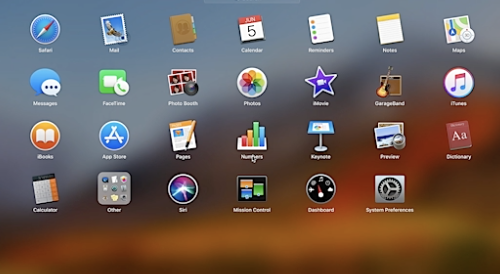 Safari Mail Contacts Calendar Reminders Notes Maps
JUN
5
Messages FaceTime Photo Booth Photos iMovie GarageBand iTunes
iBooks App Store Pages Numbers Keynote Preview Dictionary
Aa
Calculator Other Siri Mission Control Dashboard System Preferences